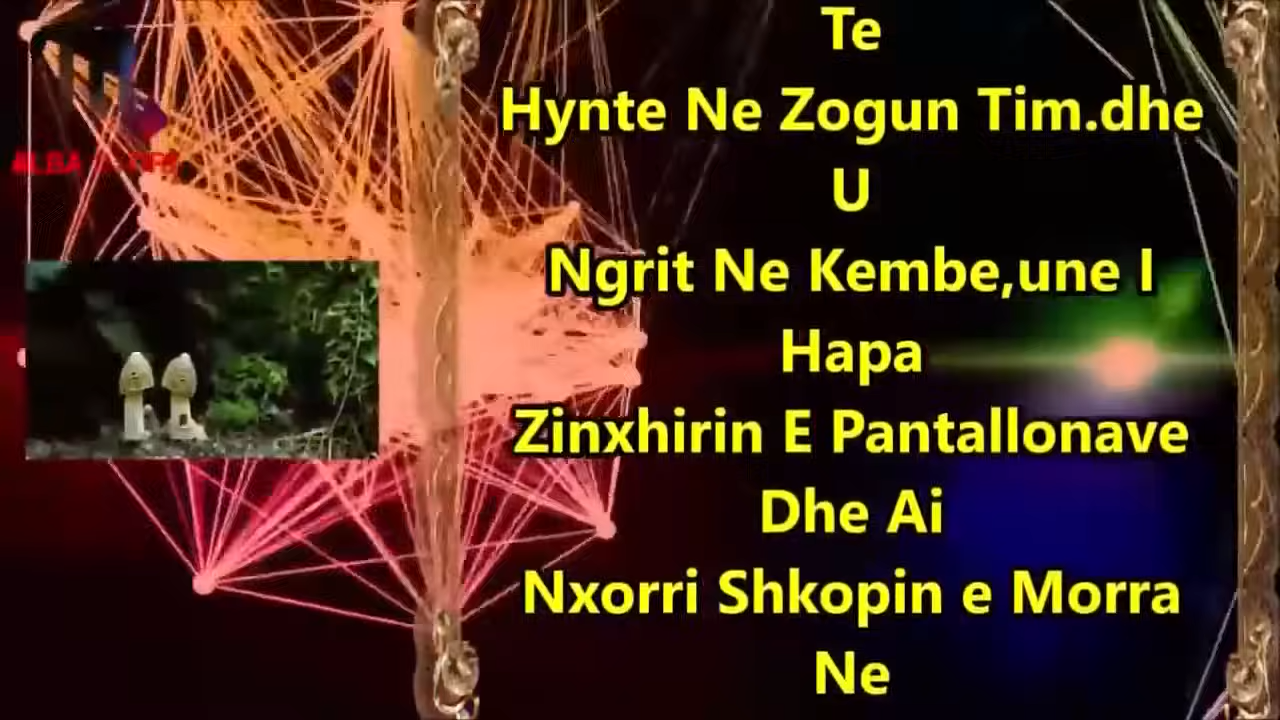 Te
Hynte Ne Zogun Tim.dhe
U
Ngrit Ne Kembe,une I
Hapa
Zinxhirin E Pantallonave
Dhe Ai
Nxorri Shkopin e Morra
Ne